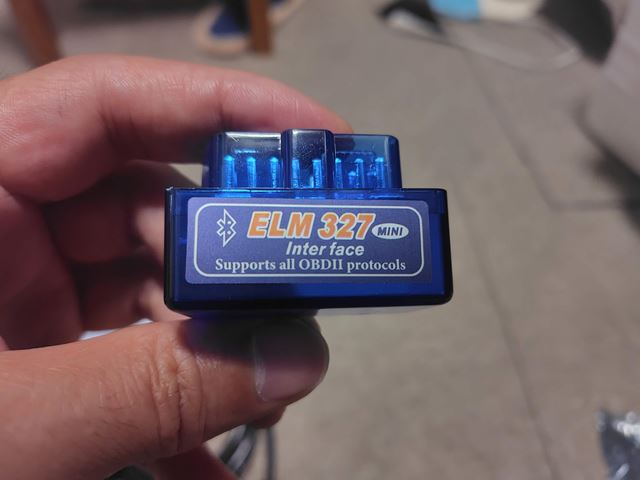 ELM 327 MINI
Inter face
Supports all OBDII protocols